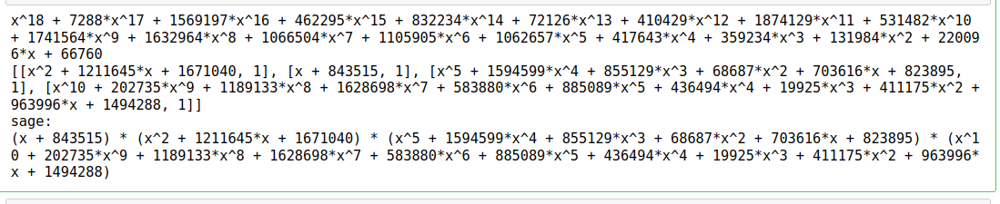 x^18 + 7288*x^17 + 1569197*x^16 + 462295*x^15 + 832234*x^14 + 72126*x^13 + 410429*x^12 + 1874129*x^11 + 531482*x^10
+ 1741564*x^9 + 1632964*x^8 + 1066504*x^7 + 1105905*x^6 + 1062657*x^5 + 417643*x^4 + 359234*x^3 + 131984*x^2 + 22009
6*x + 66760
[[x^2 + 1211645*x + 1671040, 1], [x + 843515, 1], [x^5 + 1594599*x^4 + 855129*x^3 + 68687*x^2 + 703616*x + 823895,
1], [x^10 + 202735*x^9 + 1189133*x^8 + 1628698*x^7 + 583880*x^6 + 885089*x^5 + 436494*x^4 + 19925*x^3 + 411175*x^2 +
963996*x + 1494288, 1]]
sage:
(x + 843515) * (x^2 + 1211645*x + 1671040) * (x^5 + 1594599*x^4 + 855129*x^3 + 68687*x^2 + 703616*x + 823895) * (x^1
0 + 202735*x^9 + 1189133*x^8 + 1628698*x^7 + 583880*x^6 + 885089*x^5 + 436494*x^4 + 19925*x^3 + 411175*x^2 + 963996*
x + 1494288)